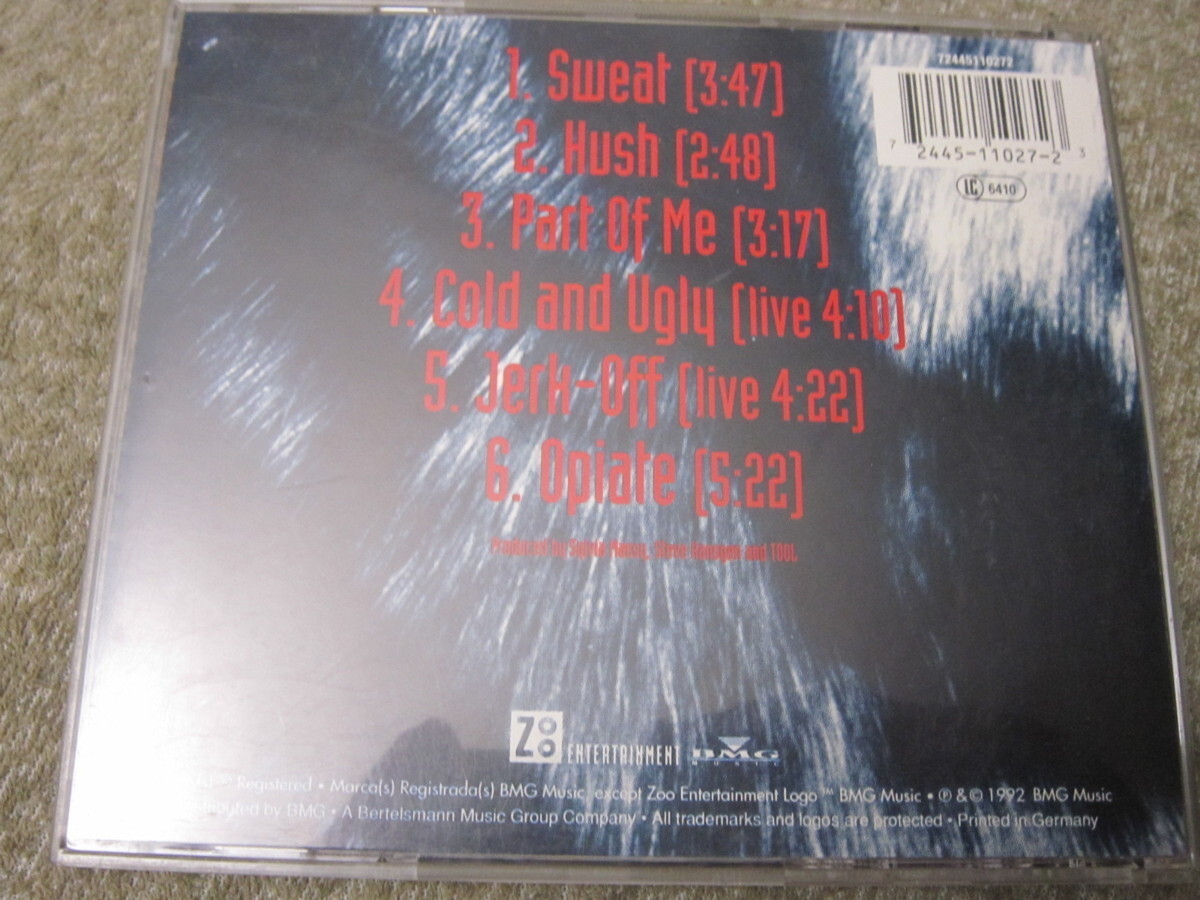 1. Sweat [3:47]
2. Hush [2:48]
3. Part Of Me [3:17]
4. Cold and Ugly [live 4:10]
5. Jerk-Off [live 4:22]
6. Opiate [5:22]
Produced by Sylvia Massy, Steve Hansgen and TOOL
72445110272
7 2445-11027-2 3
LC 6410
Zoo ENTERTAINMENT
BMG MUSIC
Registered • Marca(s) Registrada(s) BMG Music, except Zoo Entertainment Logo ™ BMG Music • ℗ & © 1992 BMG Music
by BMG • A Bertelsmann Music Group Company • All trademarks and logos are protected • Printed in Germany